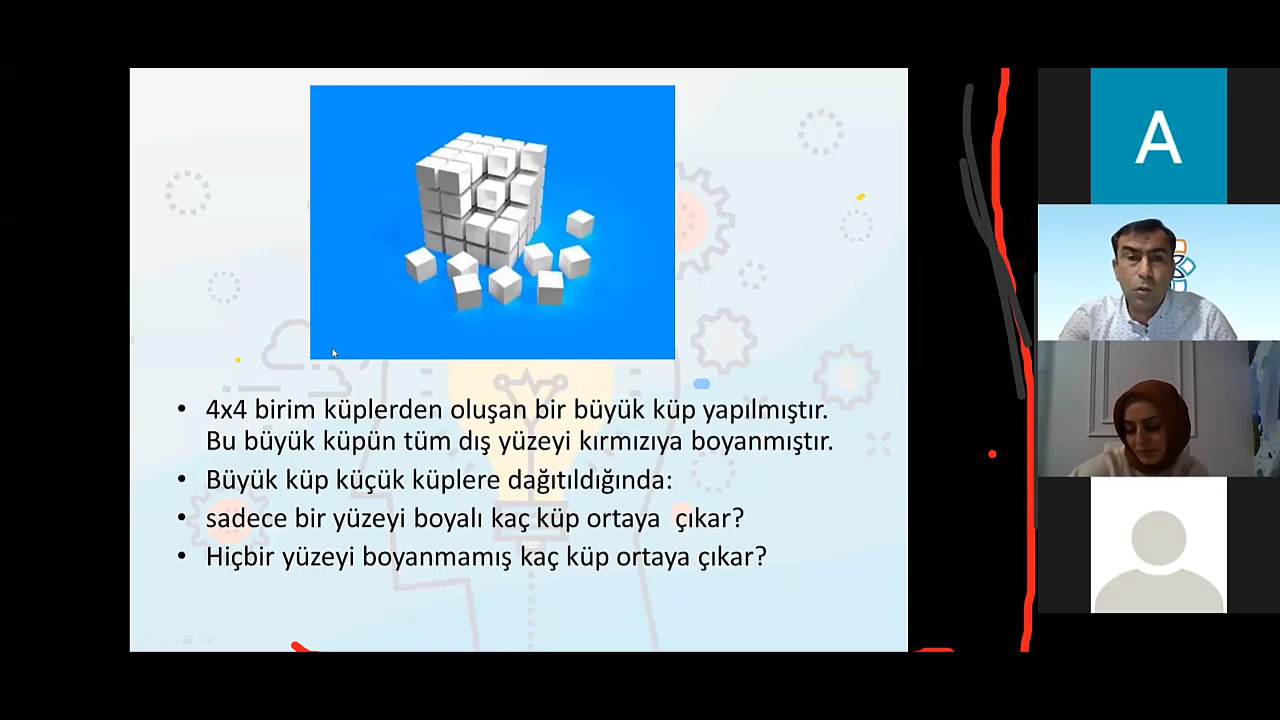 A
• 4x4 birim küplerden oluşan bir büyük küp yapılmıştır.
Bu büyük küpün tüm dış yüzeyi kırmızıya boyanmıştır.
• Büyük küp küçük küplere dağıtıldığında:
• sadece bir yüzeyi boyalı kaç küp ortaya  çıkar?
• Hiçbir yüzeyi boyanmamış kaç küp ortaya çıkar?